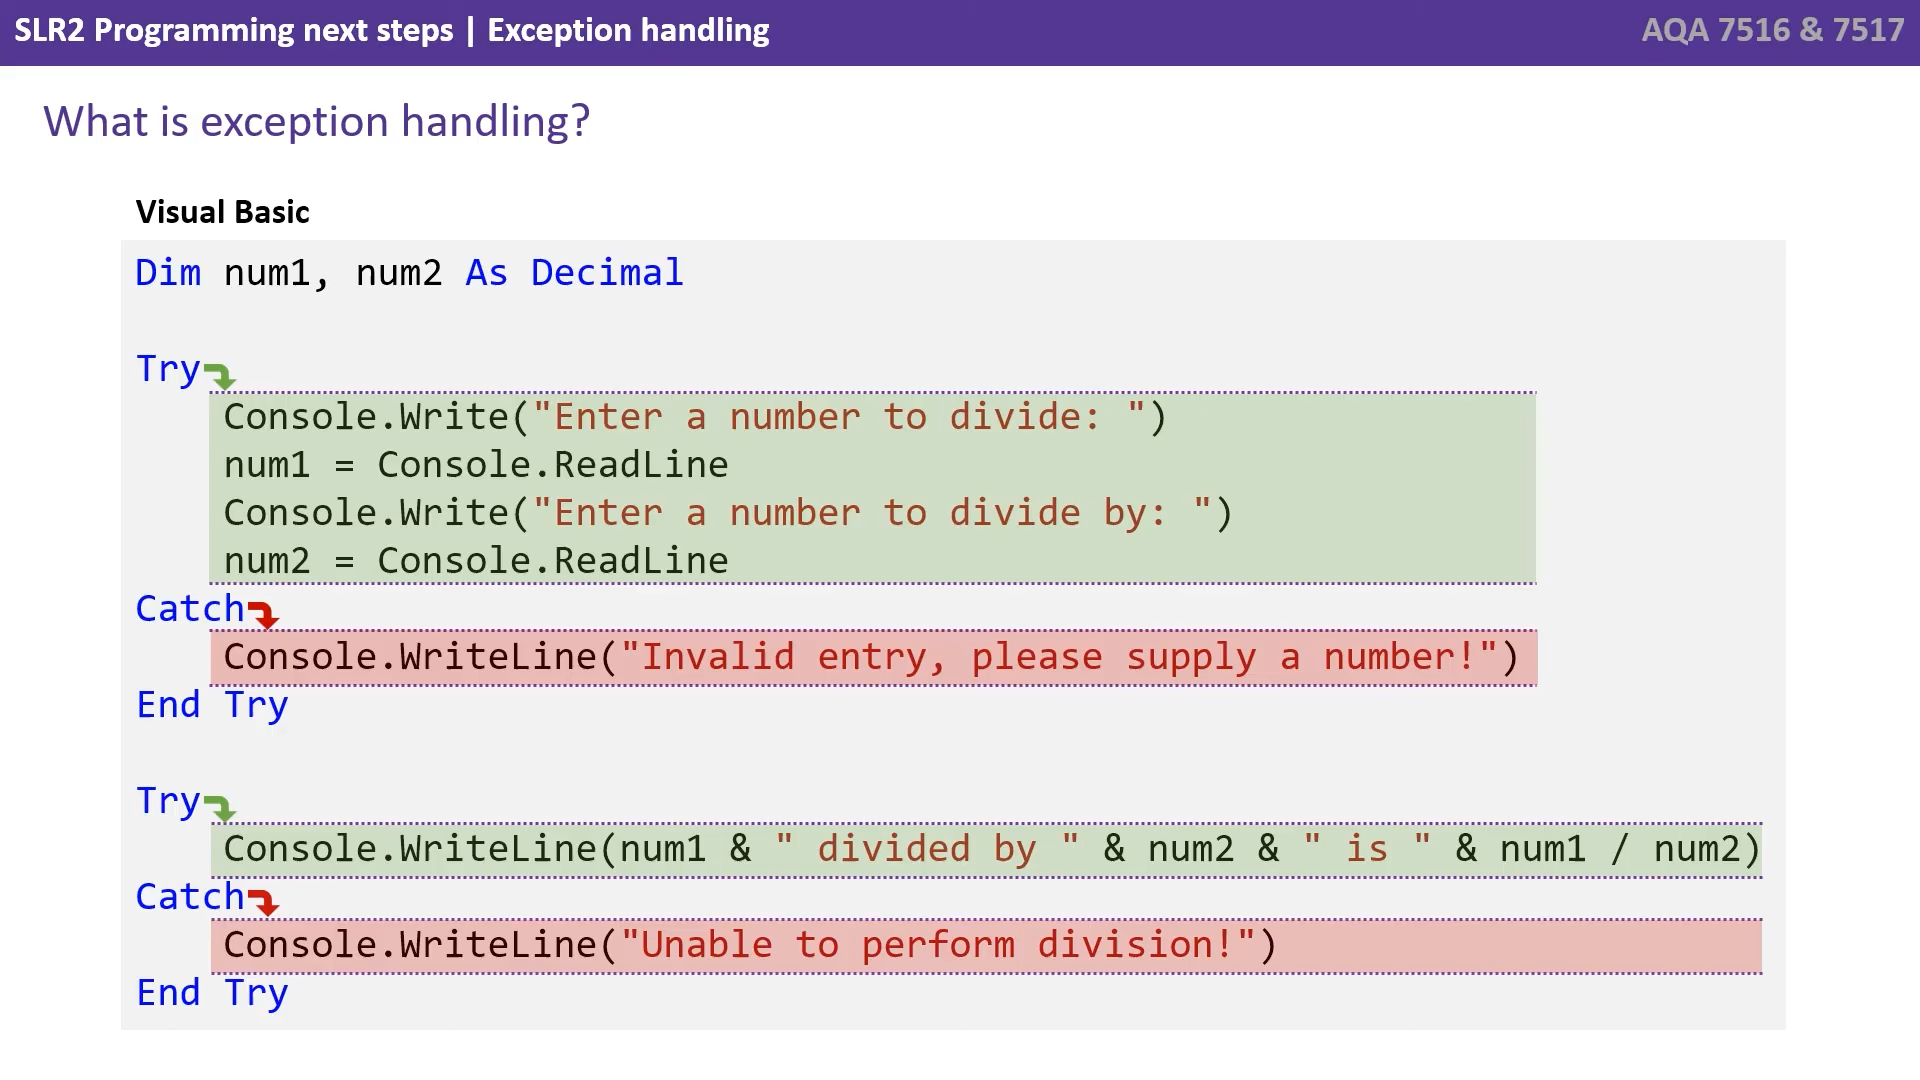 SLR2 Programming next steps | Exception handling
AQA 7516 & 7517
What is exception handling?
Visual Basic
Dim num1, num2 As Decimal
Try
Console.Write("Enter a number to divide: ")
num1 = Console.ReadLine
Console.Write("Enter a number to divide by: ")
num2 = Console.ReadLine
Catch
Console.WriteLine("Invalid entry, please supply a number!")
End Try
Try
Console.WriteLine(num1 & " divided by " & num2 & " is " & num1 / num2)
Catch
Console.WriteLine("Unable to perform division!")
End Try